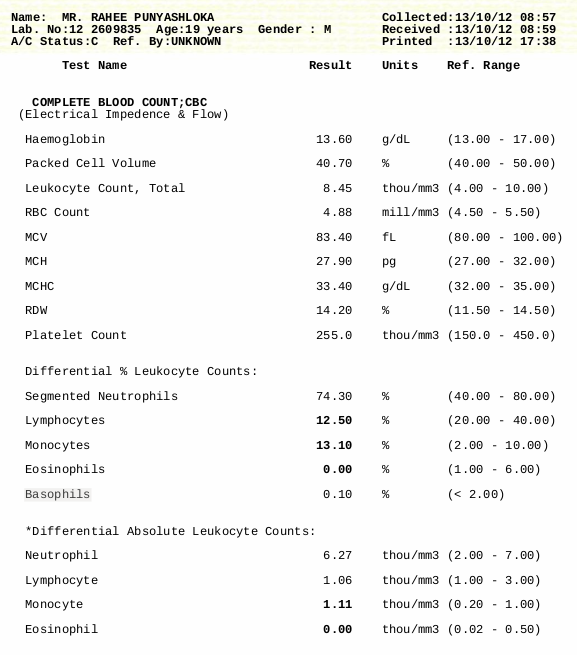 Name: MR. RAHEE PUNYASHLOKA Collected:13/10/12 08:57
Lab. No:12 2609835 Age:19 years Gender : M Received :13/10/12 08:59
A/C Status:C Ref. By:UNKNOWN Printed :13/10/12 17:38
Test Name Result Units Ref. Range
COMPLETE BLOOD COUNT;CBC
(Electrical Impedence & Flow)
Haemoglobin 13.60 g/dL (13.00 - 17.00)
Packed Cell Volume 40.70 % (40.00 - 50.00)
Leukocyte Count, Total 8.45 thou/mm3 (4.00 - 10.00)
RBC Count 4.88 mill/mm3 (4.50 - 5.50)
MCV 83.40 fL (80.00 - 100.00)
MCH 27.90 pg (27.00 - 32.00)
MCHC 33.40 g/dL (32.00 - 35.00)
RDW 14.20 % (11.50 - 14.50)
Platelet Count 255.0 thou/mm3 (150.0 - 450.0)
Differential % Leukocyte Counts:
Segmented Neutrophils 74.30 % (40.00 - 80.00)
Lymphocytes 12.50 % (20.00 - 40.00)
Monocytes 13.10 % (2.00 - 10.00)
Eosinophils 0.00 % (1.00 - 6.00)
Basophils 0.10 % (< 2.00)
*Differential Absolute Leukocyte Counts:
Neutrophil 6.27 thou/mm3 (2.00 - 7.00)
Lymphocyte 1.06 thou/mm3 (1.00 - 3.00)
Monocyte 1.11 thou/mm3 (0.20 - 1.00)
Eosinophil 0.00 thou/mm3 (0.02 - 0.50)